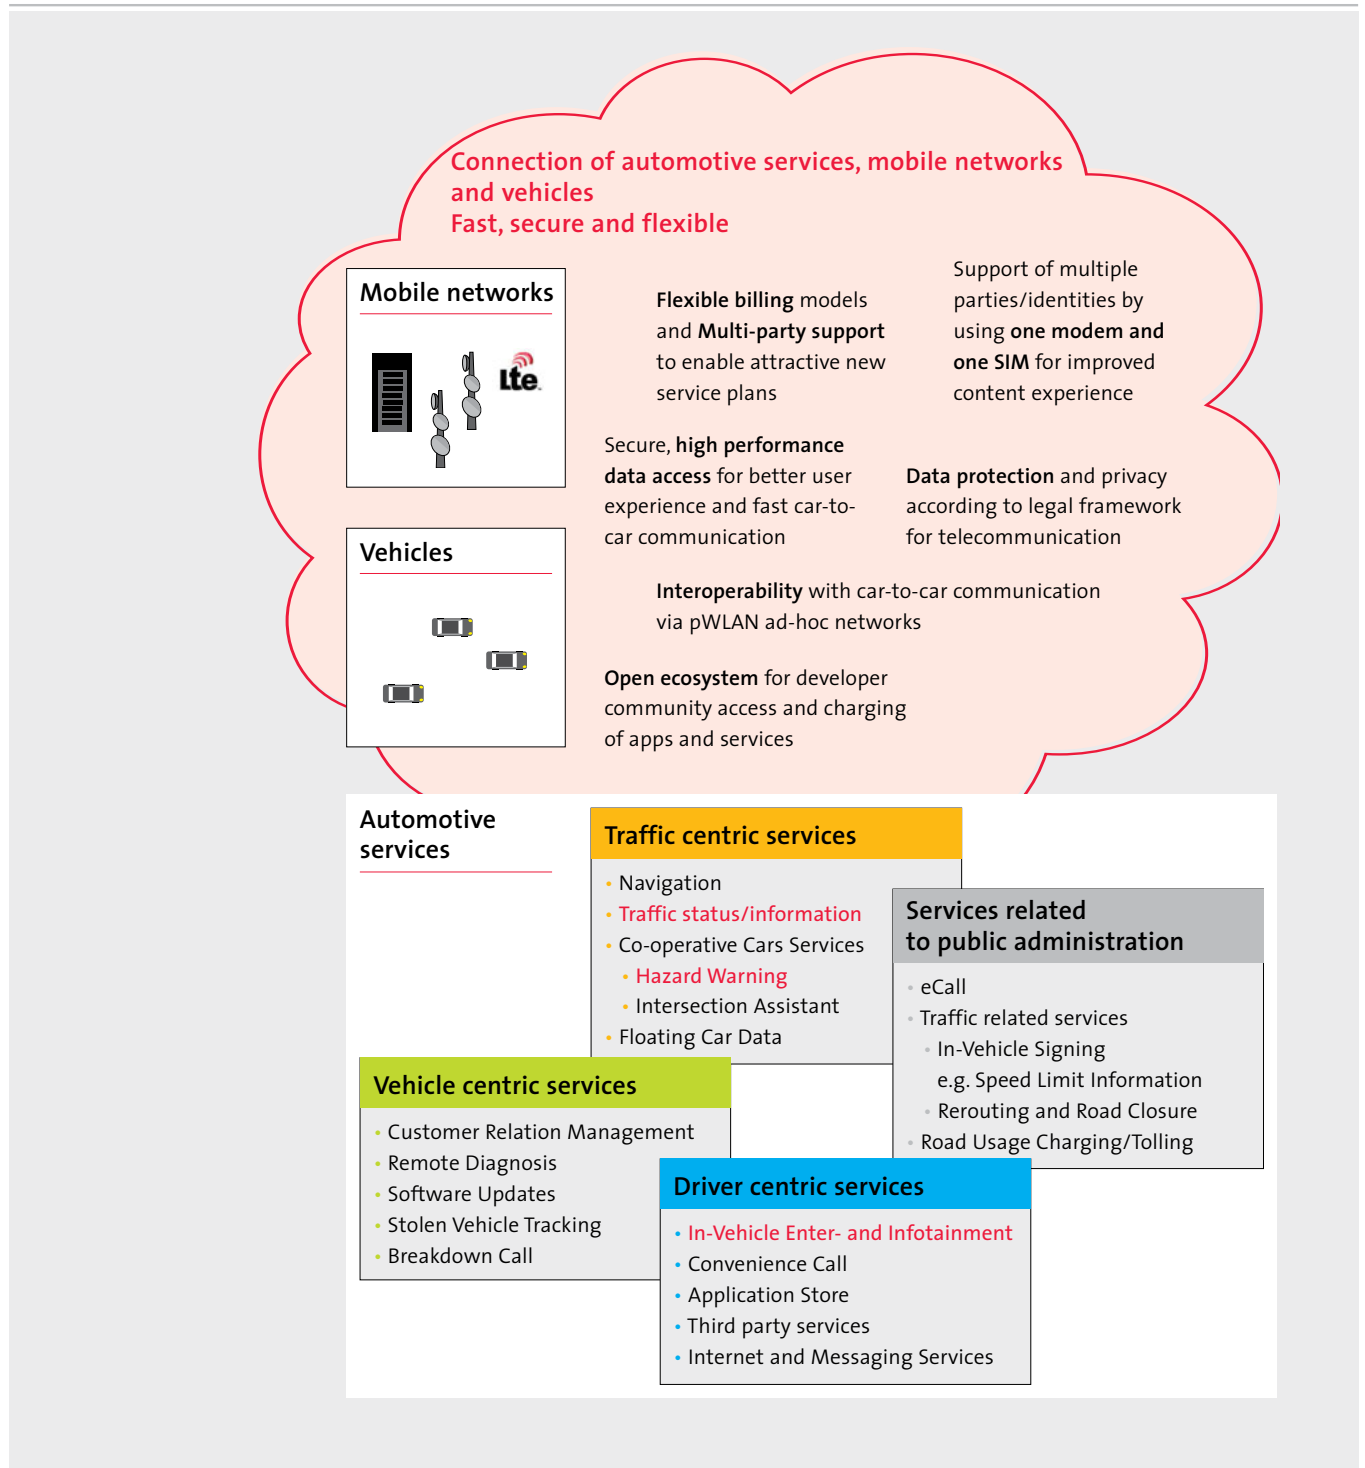 Connection of automotive services, mobile networks
and vehicles
Fast, secure and flexible
Mobile networks
Lte
Flexible billing models
and Multi-party support
to enable attractive new
service plans
Support of multiple
parties/identities by
using one modem and
one SIM for improved
content experience
Secure, high performance
data access for better user
experience and fast car-to-
car communication
Data protection and privacy
according to legal framework
for telecommunication
Vehicles
Interoperability with car-to-car communication
via pWLAN ad-hoc networks
Open ecosystem for developer
community access and charging
of apps and services
Automotive
services
Traffic centric services
• Navigation
• Traffic status/information
• Co-operative Cars Services
• Hazard Warning
• Intersection Assistant
• Floating Car Data
Services related
to public administration
• eCall
• Traffic related services
• In-Vehicle Signing
e.g. Speed Limit Information
• Rerouting and Road Closure
• Road Usage Charging/Tolling
Vehicle centric services
• Customer Relation Management
• Remote Diagnosis
• Software Updates
• Stolen Vehicle Tracking
• Breakdown Call
Driver centric services
• In-Vehicle Enter- and Infotainment
• Convenience Call
• Application Store
• Third party services
• Internet and Messaging Services